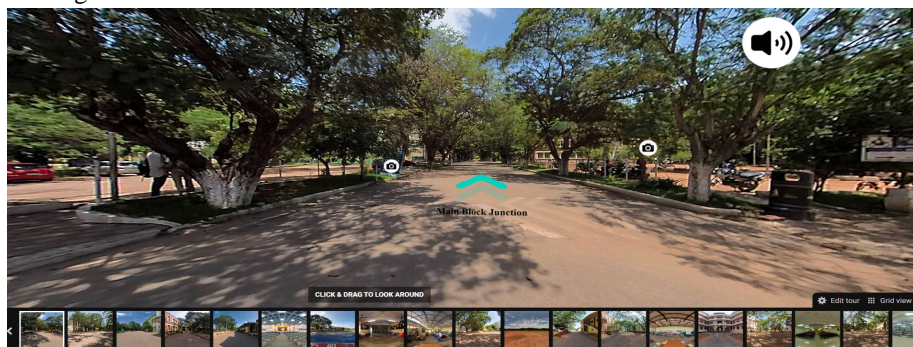 Main Block Junction
CLICK & DRAG TO LOOK AROUND
Edit tour
Grid view